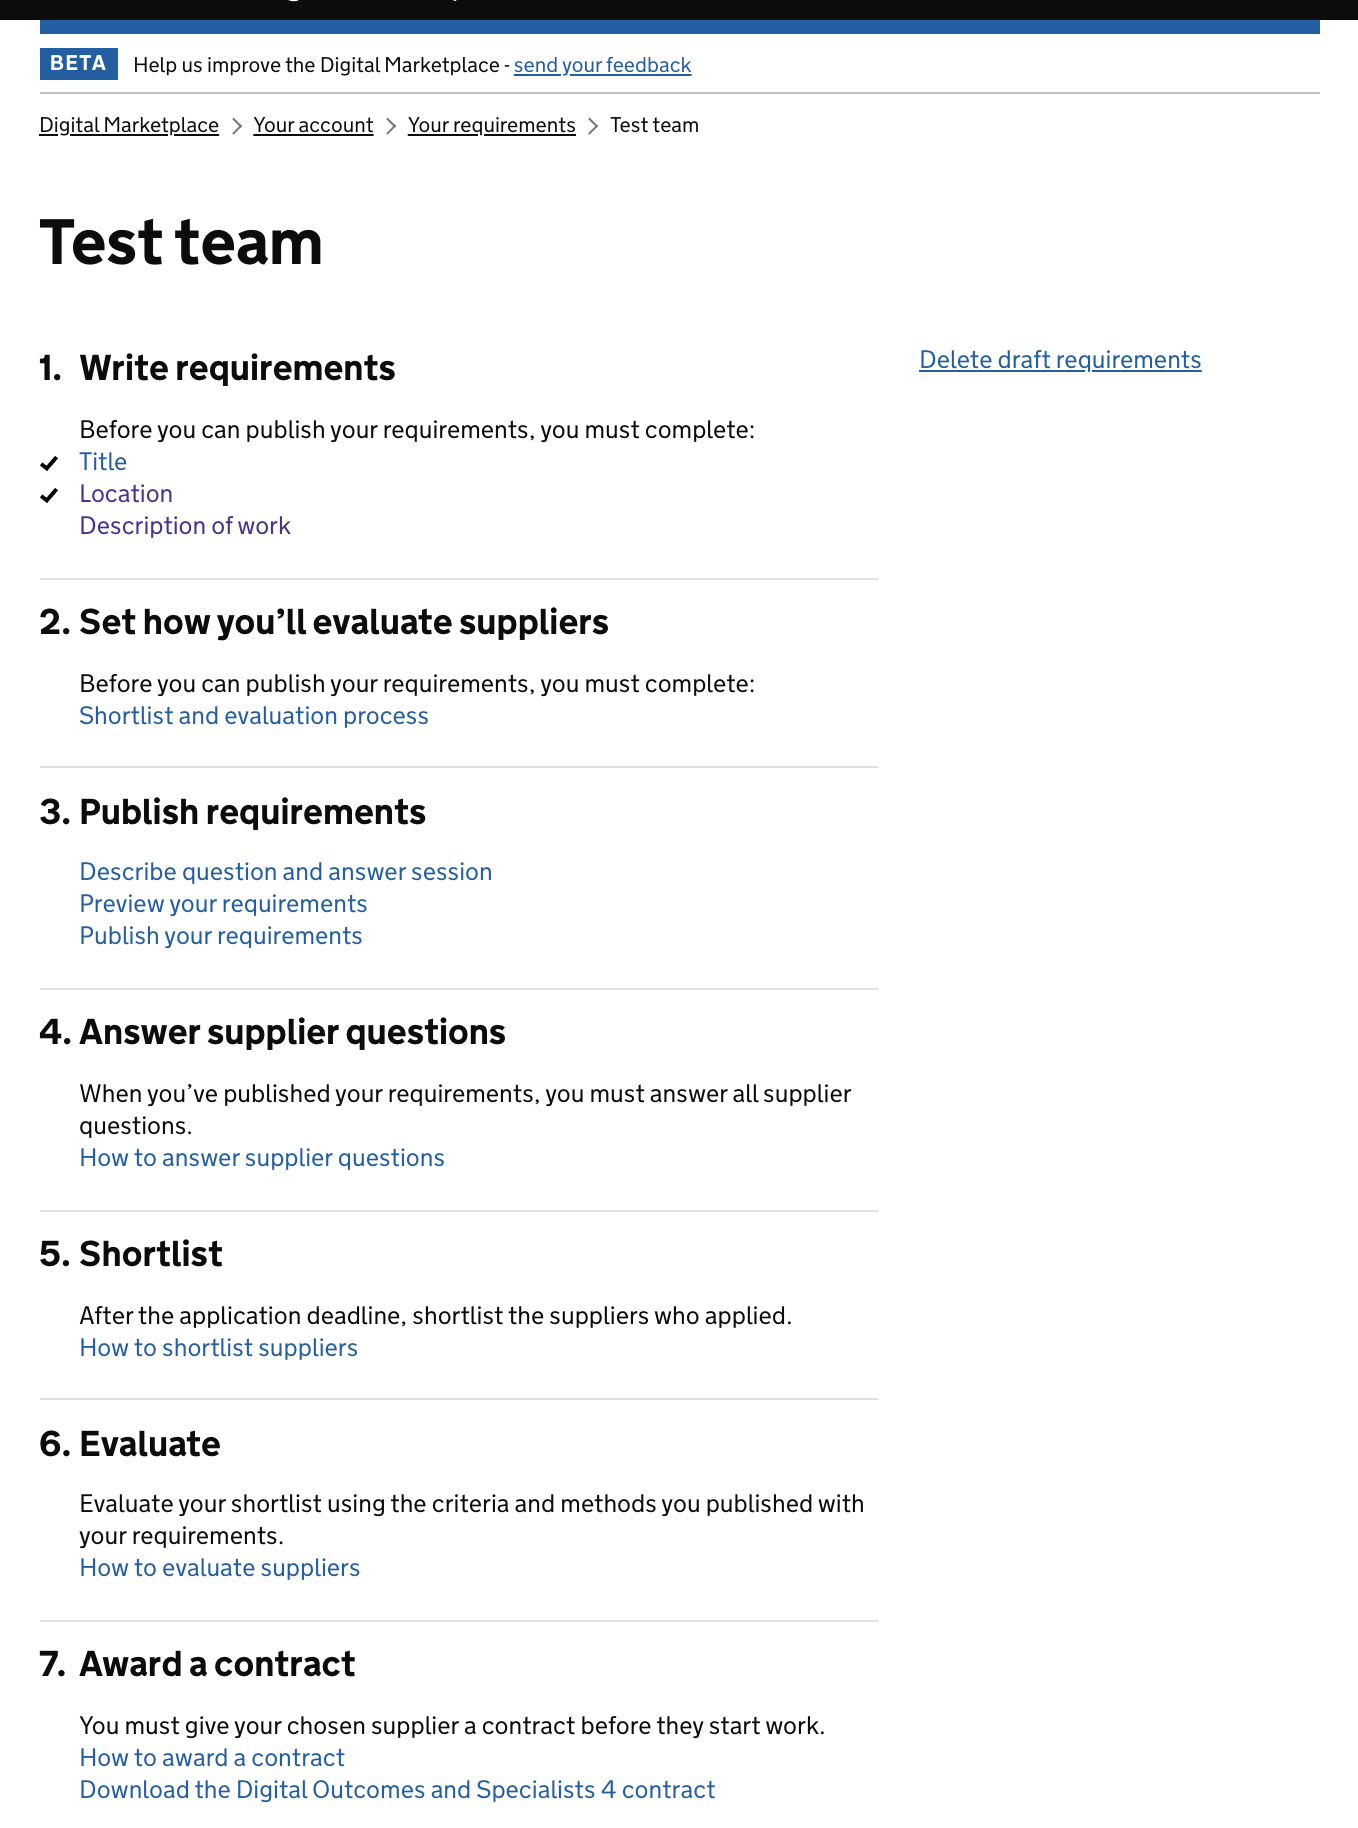 BETA Help us improve the Digital Marketplace - send your feedback
Digital Marketplace > Your account > Your requirements > Test team
Test team
1. Write requirements
Delete draft requirements
Before you can publish your requirements, you must complete:
✓ Title
✓ Location
Description of work
2. Set how you’ll evaluate suppliers
Before you can publish your requirements, you must complete:
Shortlist and evaluation process
3. Publish requirements
Describe question and answer session
Preview your requirements
Publish your requirements
4. Answer supplier questions
When you’ve published your requirements, you must answer all supplier
questions.
How to answer supplier questions
5. Shortlist
After the application deadline, shortlist the suppliers who applied.
How to shortlist suppliers
6. Evaluate
Evaluate your shortlist using the criteria and methods you published with
your requirements.
How to evaluate suppliers
7. Award a contract
You must give your chosen supplier a contract before they start work.
How to award a contract
Download the Digital Outcomes and Specialists 4 contract